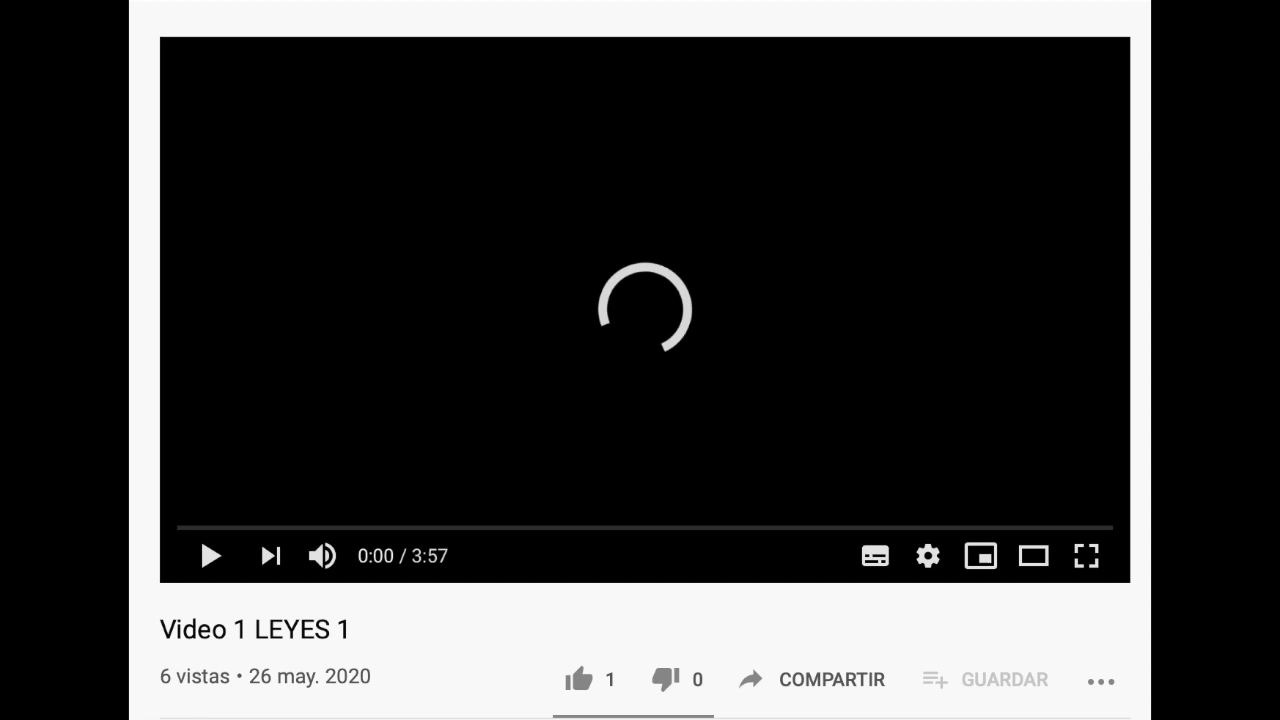 0:00 / 3:57
Video 1 LEYES 1
6 vistas • 26 may. 2020
1
0
COMPARTIR
GUARDAR